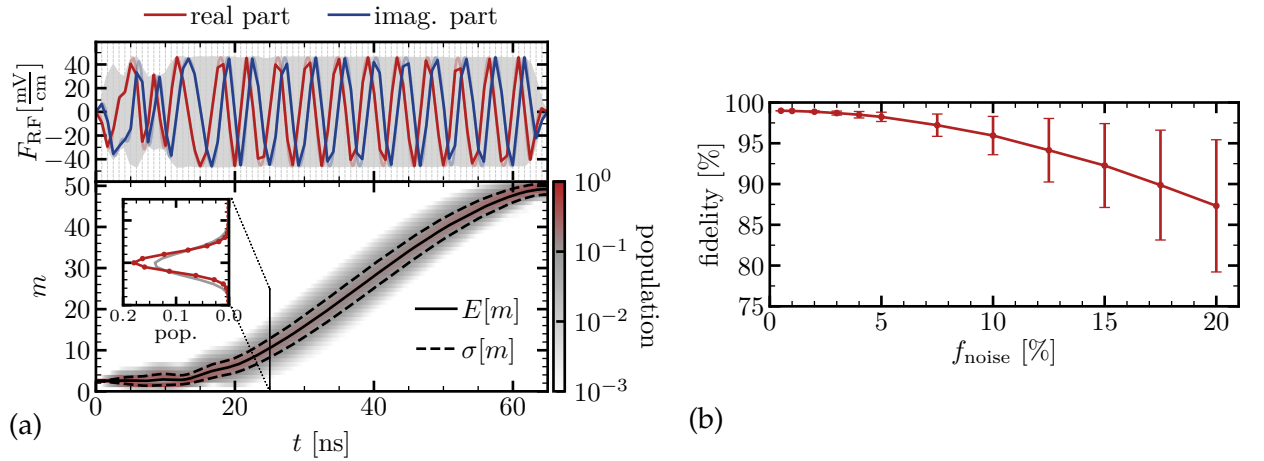 real part imag. part
F_RF [mV/cm]
40
20
0
−20
−40
50
40
30
20
10
0
m
0.2 0.1 0.0
pop.
E[m]
σ[m]
10^0
10^−1
10^−2
10^−3
population
0 20 40 60
t [ns]
(a)
100
95
90
85
80
75
fidelity [%]
0 5 10 15 20
f_noise [%]
(b)